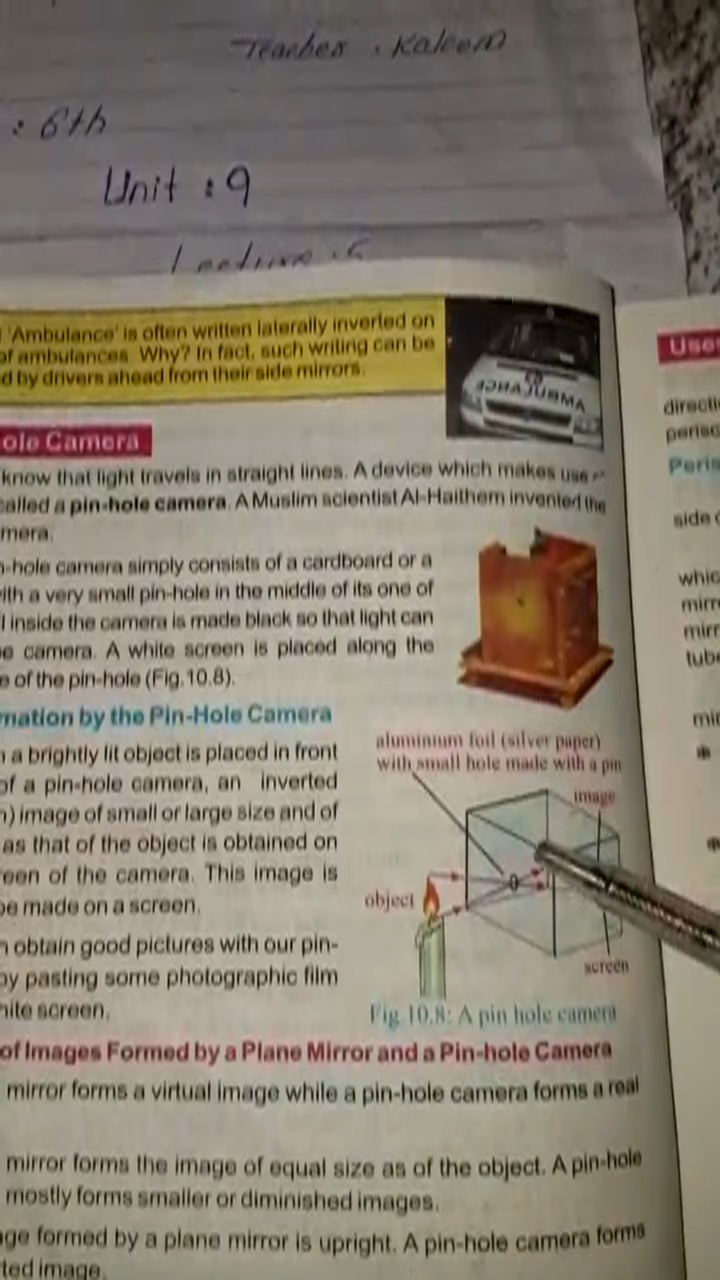 Teacher : Kaleem
: 6th
Unit : 9
'Ambulance' is often written laterally inverted on
of ambulances. Why? In fact, such writing can be
d by drivers ahead from their side mirrors.
AMBULANCE
ole Camera
know that light travels in straight lines. A device which makes use
called a pin-hole camera. A Muslim scientist Al-Haithem invented the
mera.
n-hole camera simply consists of a cardboard or a
ith a very small pin-hole in the middle of its one of
l inside the camera is made black so that light can
e camera. A white screen is placed along the
e of the pin-hole (Fig.10.8).
mation by the Pin-Hole Camera
n a brightly lit object is placed in front
of a pin-hole camera, an inverted
n) image of small or large size and of
as that of the object is obtained on
een of the camera. This image is
be made on a screen.
n obtain good pictures with our pin-
by pasting some photographic film
hite screen.
aluminium foil (silver paper)
with small hole made with a pin
image
object
screen
Fig.10.8: A pin hole camera
of Images Formed by a Plane Mirror and a Pin-hole Camera
mirror forms a virtual image while a pin-hole camera forms a real
mirror forms the image of equal size as of the object. A pin-hole
mostly forms smaller or diminished images.
ge formed by a plane mirror is upright. A pin-hole camera forms
ted image.
Uses
directi
perisc
Peris
side o
whic
mirro
mirr
tube
mir